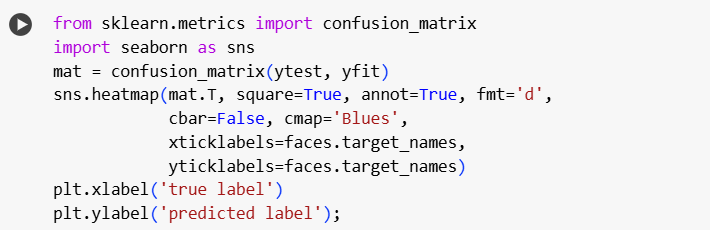 from sklearn.metrics import confusion_matrix
import seaborn as sns
mat = confusion_matrix(ytest, yfit)
sns.heatmap(mat.T, square=True, annot=True, fmt='d',
            cbar=False, cmap='Blues',
            xticklabels=faces.target_names,
            yticklabels=faces.target_names)
plt.xlabel('true label')
plt.ylabel('predicted label');